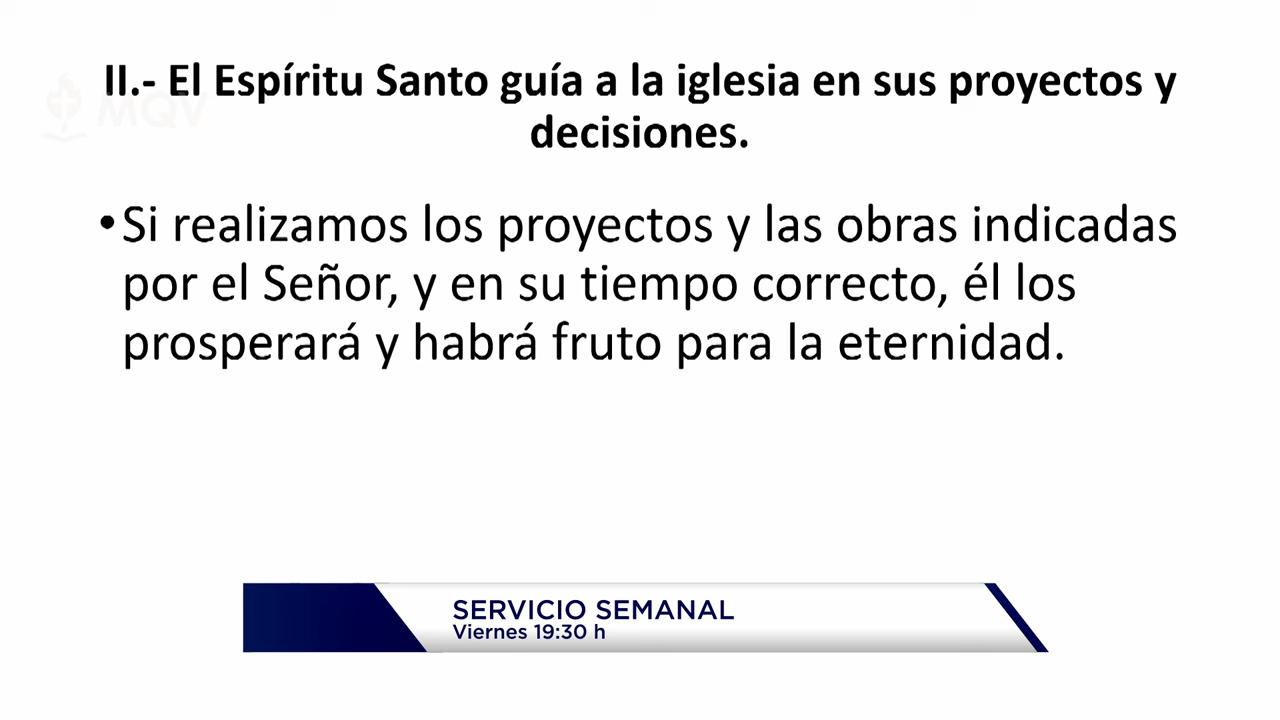 II.- El Espíritu Santo guía a la iglesia en sus proyectos y
decisiones.
MQV
•Si realizamos los proyectos y las obras indicadas
por el Señor, y en su tiempo correcto, él los
prosperará y habrá fruto para la eternidad.
SERVICIO SEMANAL
Viernes 19:30 h